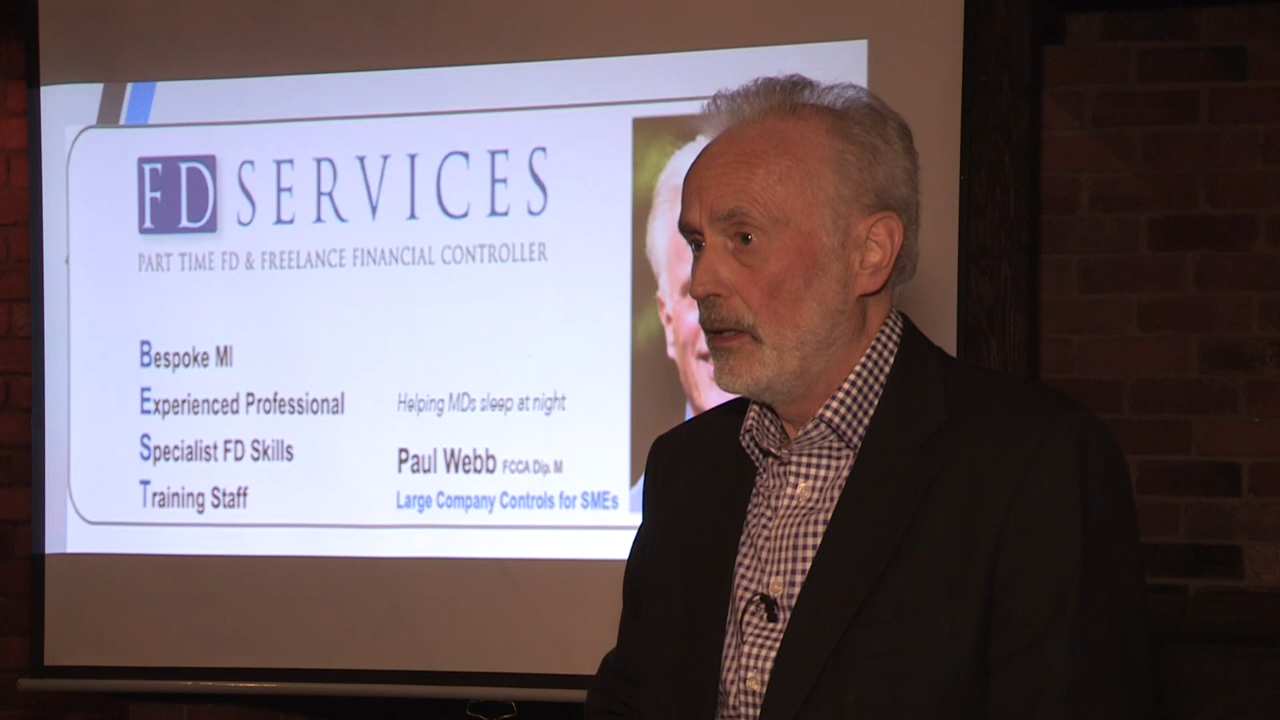 FD SERVICES
PART TIME FD & FREELANCE FINANCIAL CONTROLLER
Bespoke MI
Experienced Professional
Specialist FD Skills
Training Staff
Helping MDs sleep at night
Paul Webb FCCA Dip. M
Large Company Controls for SMEs